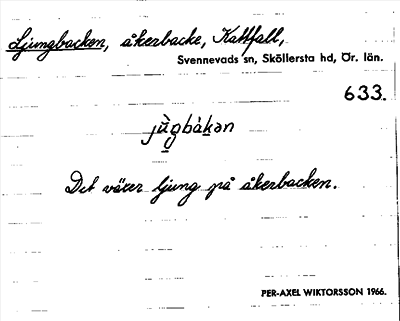 Ljungbacken, åkerbacke, Kattfall,
Svennevads sn, Sköllersta hd, Ör. län.
633.
jùgbàkən
Det växer ljung på åkerbacken.
PER-AXEL WIKTORSSON 1966.